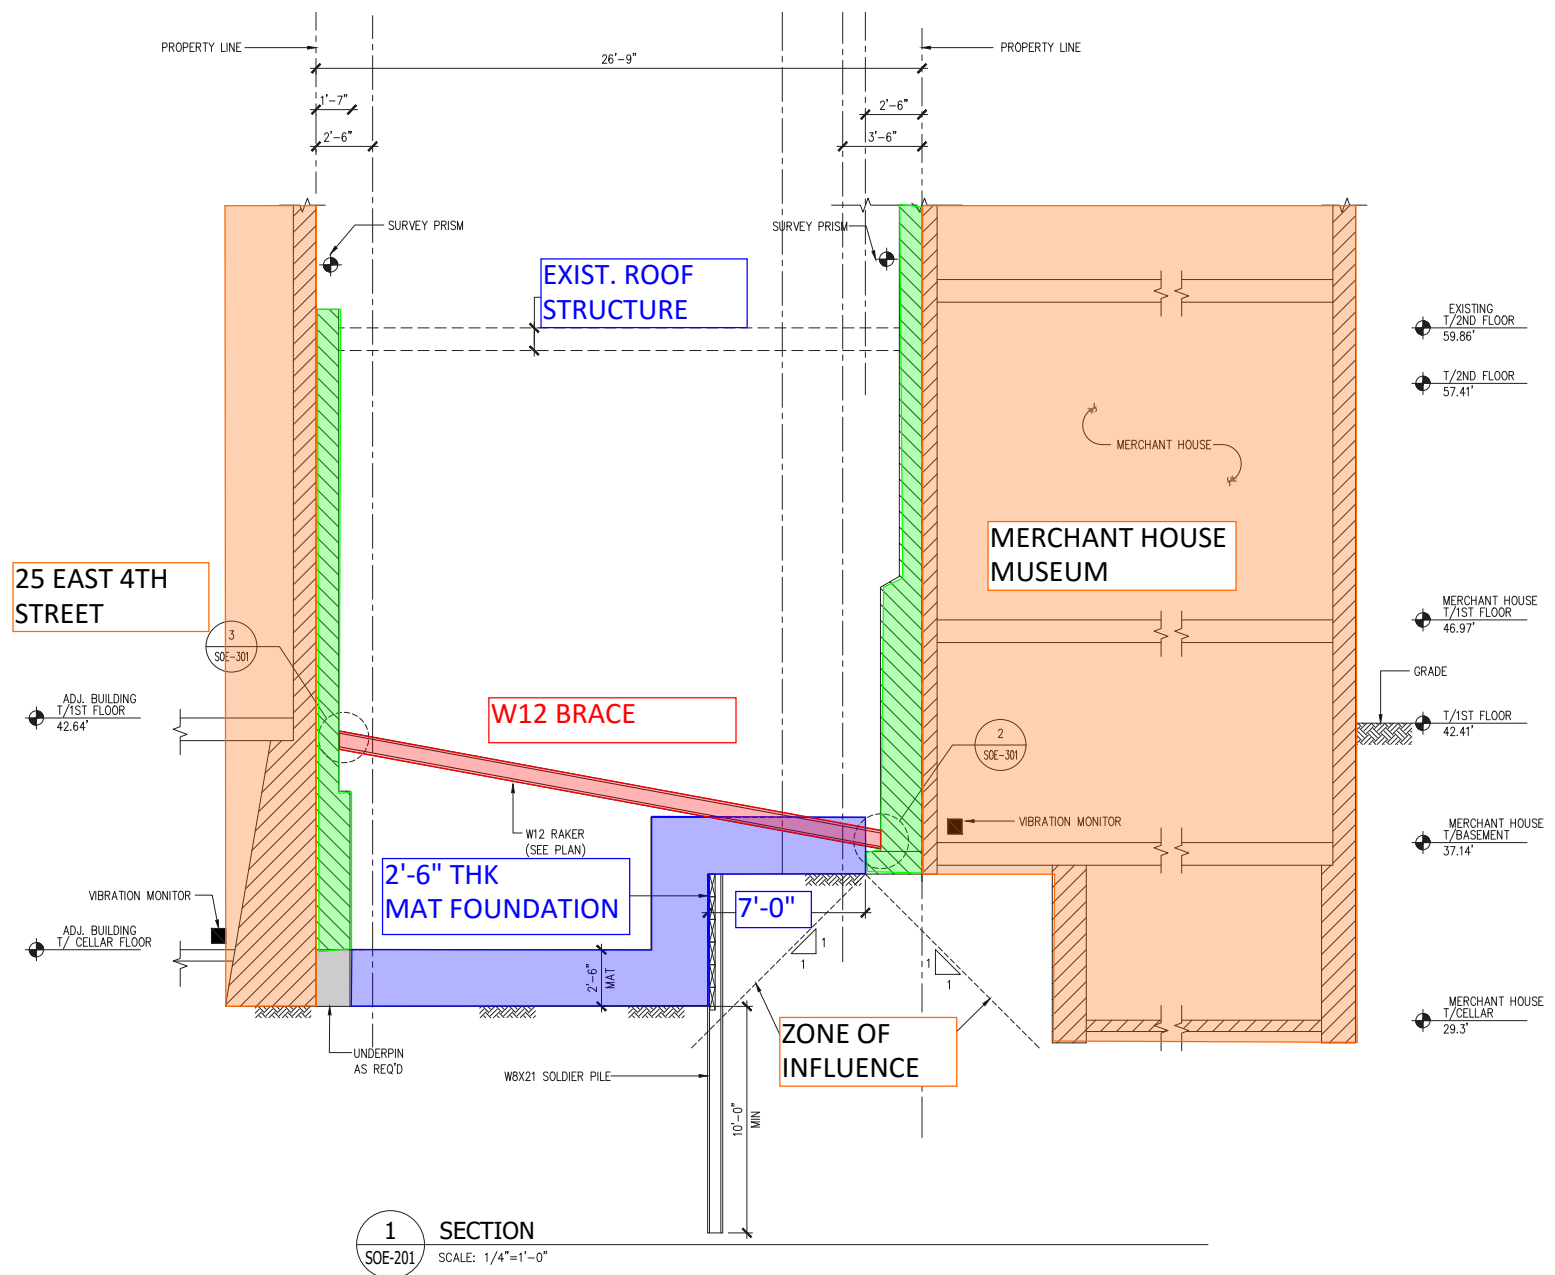 PROPERTY LINE
26'-9"
PROPERTY LINE
1'-7"
2'-6"
2'-6"
3'-6"
SURVEY PRISM
SURVEY PRISM
EXIST. ROOF
STRUCTURE
EXISTING
T/2ND FLOOR
59.86'
T/2ND FLOOR
57.41'
MERCHANT HOUSE
MERCHANT HOUSE
MUSEUM
25 EAST 4TH
STREET
3
SOE-301
MERCHANT HOUSE
T/1ST FLOOR
46.97'
GRADE
ADJ. BUILDING
T/1ST FLOOR
42.64'
W12 BRACE
2
SOE-301
T/1ST FLOOR
42.41'
W12 RAKER
(SEE PLAN)
VIBRATION MONITOR
MERCHANT HOUSE
T/BASEMENT
37.14'
2'-6" THK
MAT FOUNDATION
7'-0"
VIBRATION MONITOR
ADJ. BUILDING
T/ CELLAR FLOOR
2'-6"
MAT
1
1
1
1
ZONE OF
INFLUENCE
MERCHANT HOUSE
T/CELLAR
29.3'
UNDERPIN
AS REQ'D
W8X21 SOLDIER PILE
10'-0"
MIN
1
SOE-201
SECTION
SCALE: 1/4"=1'-0"